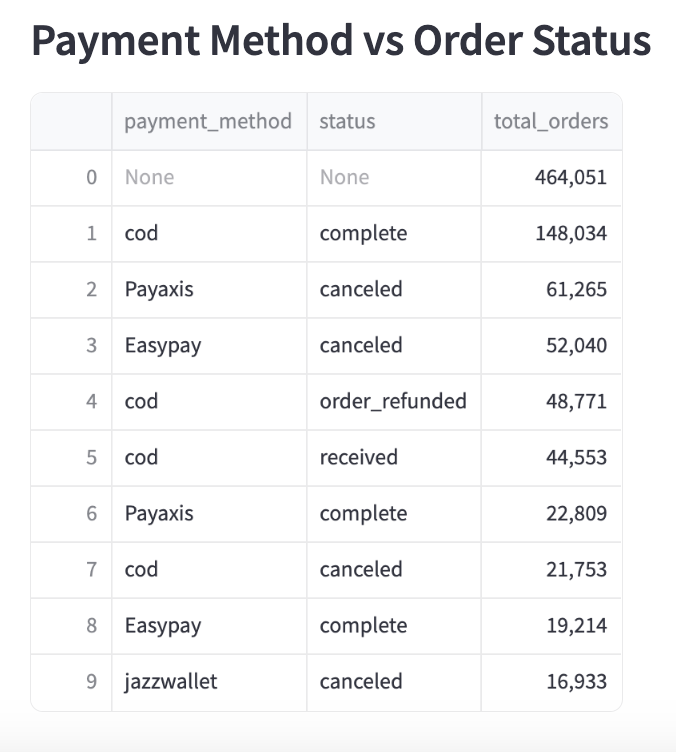 Payment Method vs Order Status
payment_method status total_orders
0 None None 464,051
1 cod complete 148,034
2 Payaxis canceled 61,265
3 Easypay canceled 52,040
4 cod order_refunded 48,771
5 cod received 44,553
6 Payaxis complete 22,809
7 cod canceled 21,753
8 Easypay complete 19,214
9 jazzwallet canceled 16,933